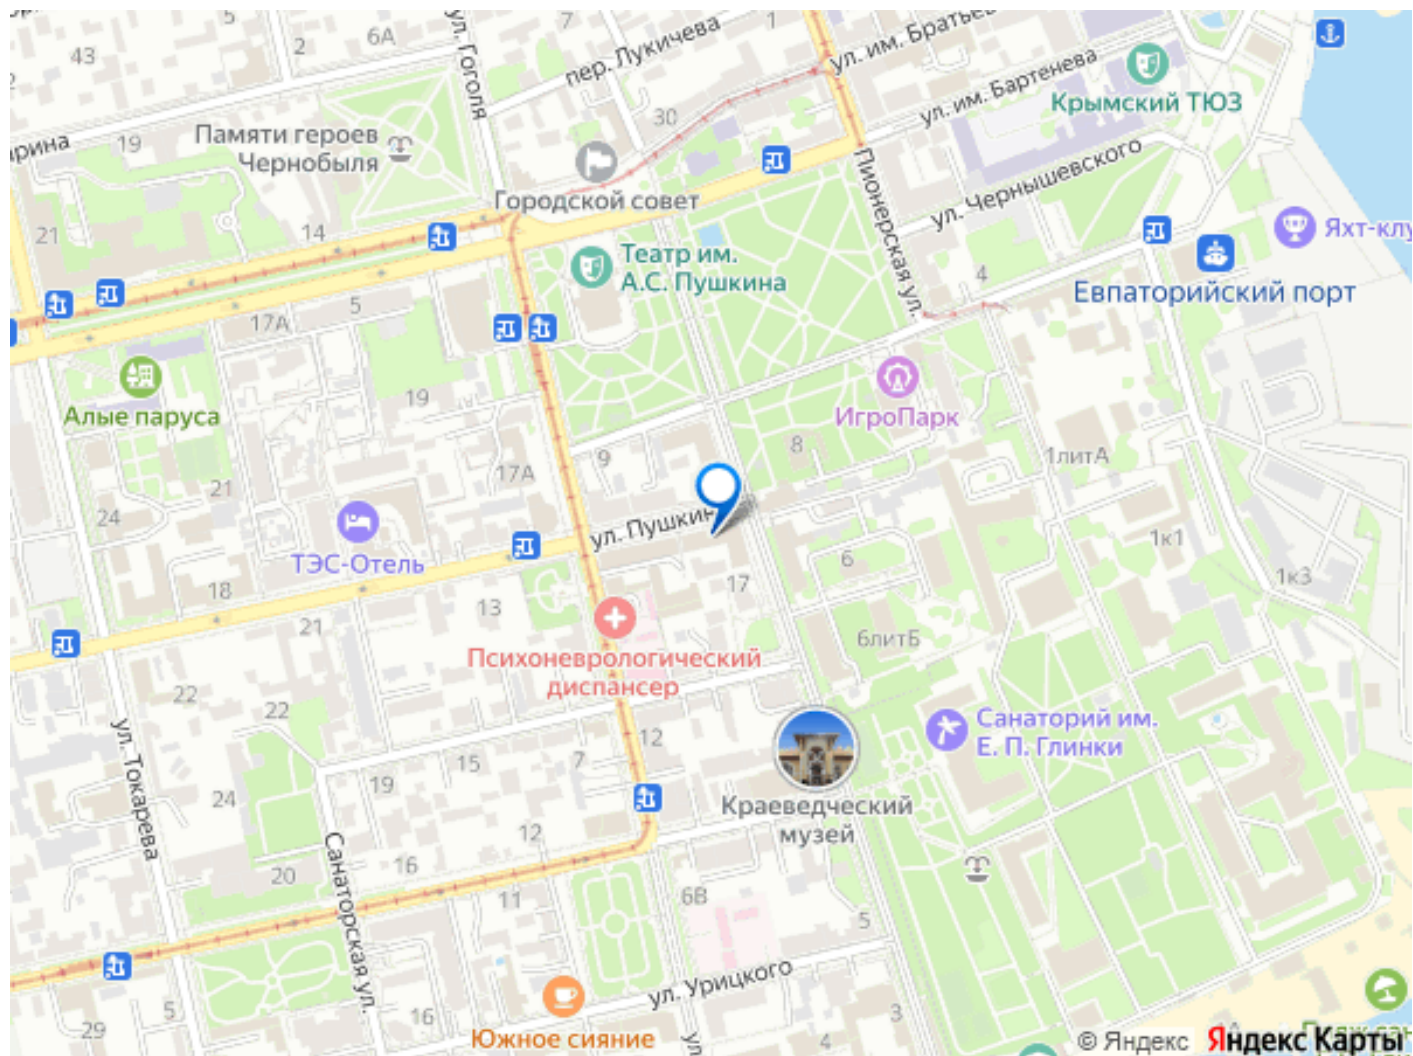 5
6А
7
1
43
2
ул. Гоголя
пер. Лукичева
ул. им. Братьев
ул. им. Бартенева
Крымский ТЮЗ
30
19
Памяти героев
Чернобыля
Городской совет
Пионерская ул.
ул. Чернышевского
4
21
14
Театр им.
А.С. Пушкина
Яхт-клу
4
Евпаторийский порт
17А
5
Алые паруса
19
ИгроПарк
9
8
1литА
17А
21
24
ул. Пушкин
ТЭС-Отель
1к1
6
1к3
18
13
17
21
6литБ
Психоневрологический
диспансер
22
22
Санаторий им.
Е. П. Глинки
ул. Токарева
12
15
7
19
24
Краеведческий
музей
12
16
20
Санаторская ул.
11
6В
5
ул. Урицкого
3
5
16
29
Южное сияние
ул
© Яндекс Яндекс Карты